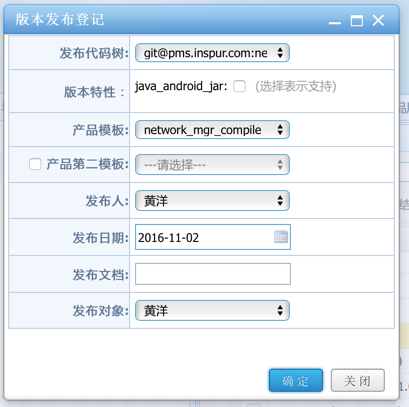 版本发布登记
发布代码树: git@pms.inspur.com:ne
版本特性： java_android_jar: (选择表示支持)
产品模板: network_mgr_compile
产品第二模板: ---请选择---
发布人: 黄洋
发布日期: 2016-11-02
发布文档:
发布对象: 黄洋
确 定 关 闭